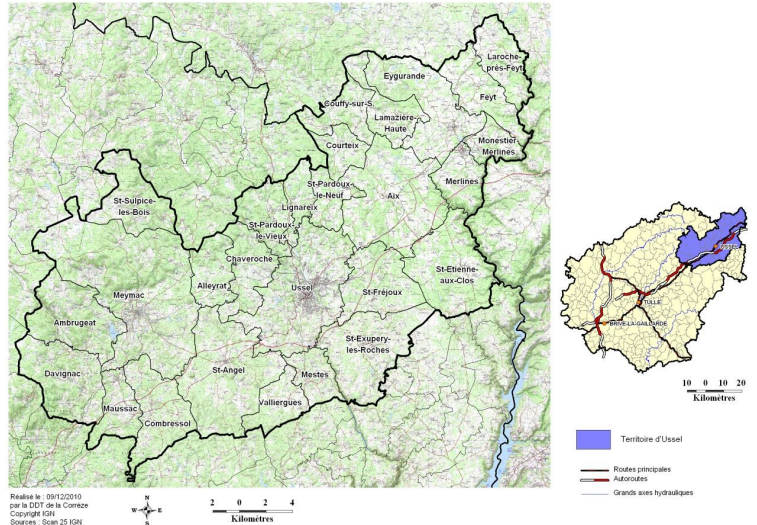 Laroche-
près-Feyt
Eygurande
Feyt
Couffy-sur-S.
Lamazière-
Haute
Courteix
Monestier
Merlines
St-Pardoux
le-Neuf
Merlines
Aix
St-Sulpice-
les-Bois
Lignareix
St-Pardoux-
le-Vieux
Chaveroche
St-Etienne-
aux-Clos
Alleyrat
Ussel
St-Fréjoux
Meymac
Ambrugeat
St-Exupery-
les-Roches
Davignac
St-Angel
Mestes
Maussac
Valliergues
Combressol
USSEL
TULLE
BRIVE-LA-GAILLARDE
10 0 10 20
Kilomètres
Territoire d'Ussel
Routes principales
Autoroutes
Grands axes hydrauliques
Réalisé le : 09/12/2010
par la DDT de la Corrèze
Copyright IGN
Sources : Scan 25 IGN
N
W E
S
2 0 2 4
Kilomètres